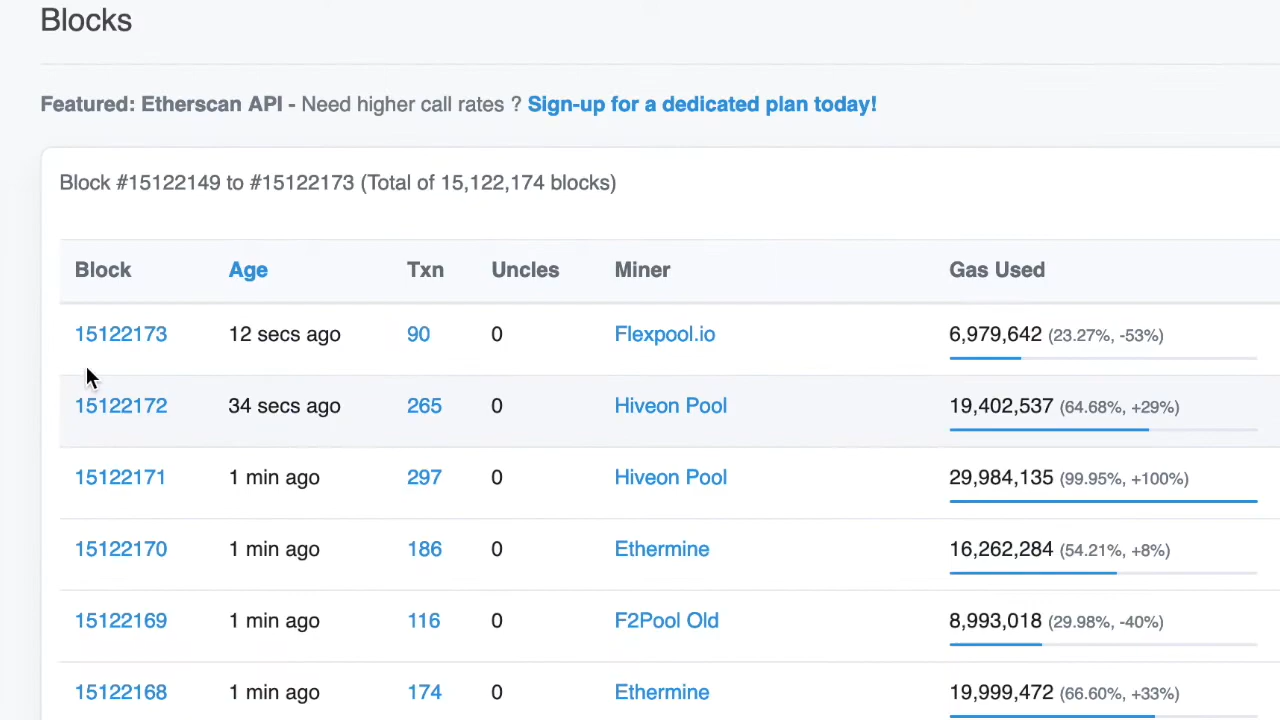 Blocks
Featured: Etherscan API - Need higher call rates ? Sign-up for a dedicated plan today!
Block #15122149 to #15122173 (Total of 15,122,174 blocks)
Block Age Txn Uncles Miner Gas Used
15122173 12 secs ago 90 0 Flexpool.io 6,979,642 (23.27%, -53%)
15122172 34 secs ago 265 0 Hiveon Pool 19,402,537 (64.68%, +29%)
15122171 1 min ago 297 0 Hiveon Pool 29,984,135 (99.95%, +100%)
15122170 1 min ago 186 0 Ethermine 16,262,284 (54.21%, +8%)
15122169 1 min ago 116 0 F2Pool Old 8,993,018 (29.98%, -40%)
15122168 1 min ago 174 0 Ethermine 19,999,472 (66.60%, +33%)